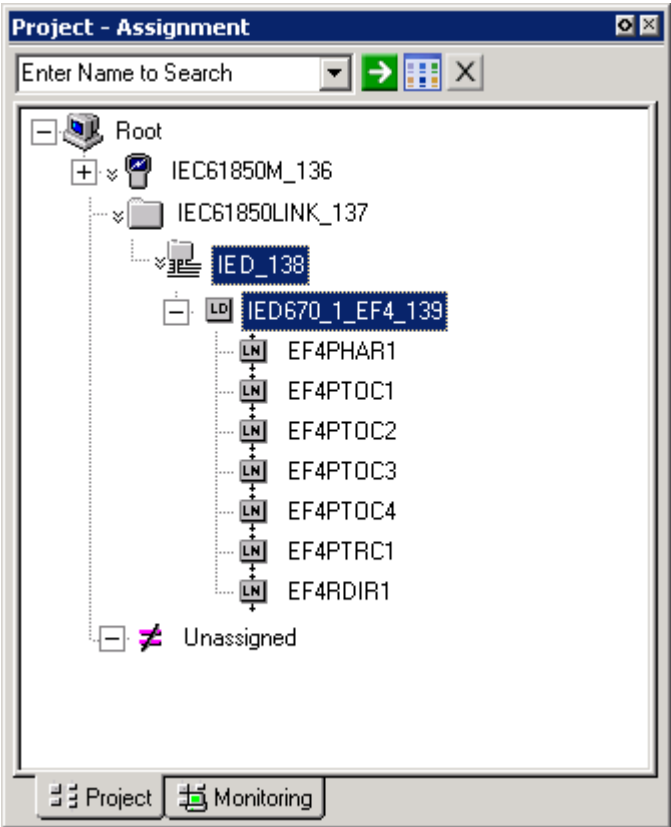 Project - Assignment
Enter Name to Search
Root
IEC61850M_136
IEC61850LINK_137
IED_138
LD IED670_1_EF4_139
LN EF4PHAR1
LN EF4PTOC1
LN EF4PTOC2
LN EF4PTOC3
LN EF4PTOC4
LN EF4PTRC1
LN EF4RDIR1
Unassigned
Project Monitoring